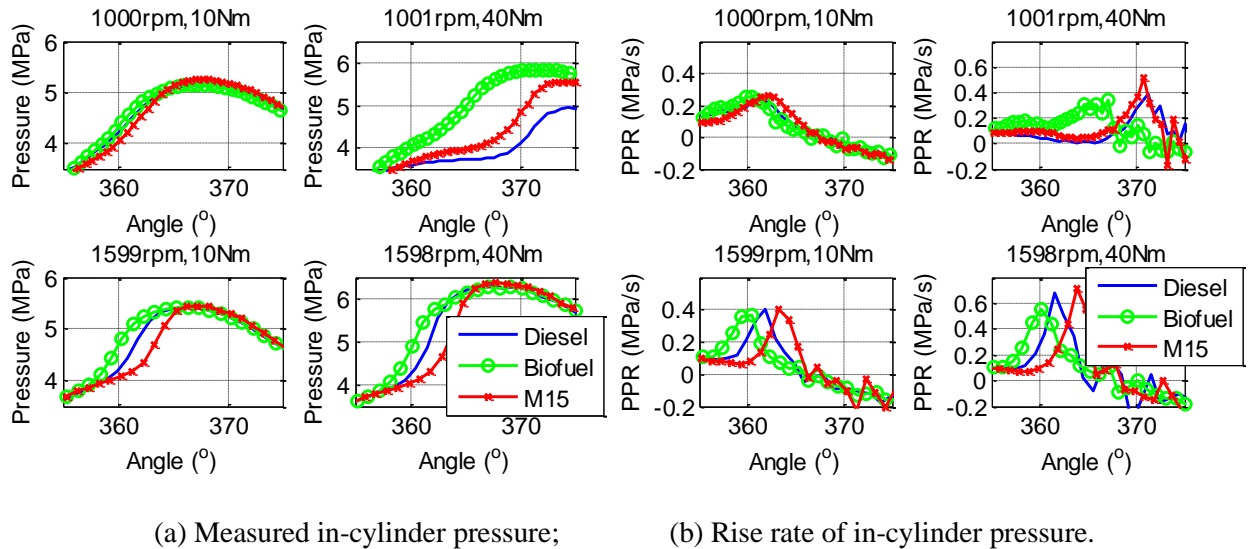 1000rpm,10Nm
1001rpm,40Nm
Pressure (MPa)
6
5
4
360
370
Angle (°)
Pressure (MPa)
6
5
4
360
370
Angle (°)
1599rpm,10Nm
1598rpm,40Nm
Pressure (MPa)
6
5
4
360
370
Angle (°)
Pressure (MPa)
7
6
5
4
360
370
Angle (°)
Diesel
Biofuel
M15
(a) Measured in-cylinder pressure;
1000rpm,10Nm
1001rpm,40Nm
PPR (MPa/s)
0.4
0.2
0
-0.2
360
370
Angle (°)
PPR (MPa/s)
0.6
0.4
0.2
0
-0.2
360
370
Angle (°)
1599rpm,10Nm
1598rpm,40Nm
PPR (MPa/s)
0.6
0.4
0.2
0
-0.2
360
370
Angle (°)
PPR (MPa/s)
0.6
0.4
0.2
0
-0.2
360
370
Angle (°)
Diesel
Biofuel
M15
(b) Rise rate of in-cylinder pressure.